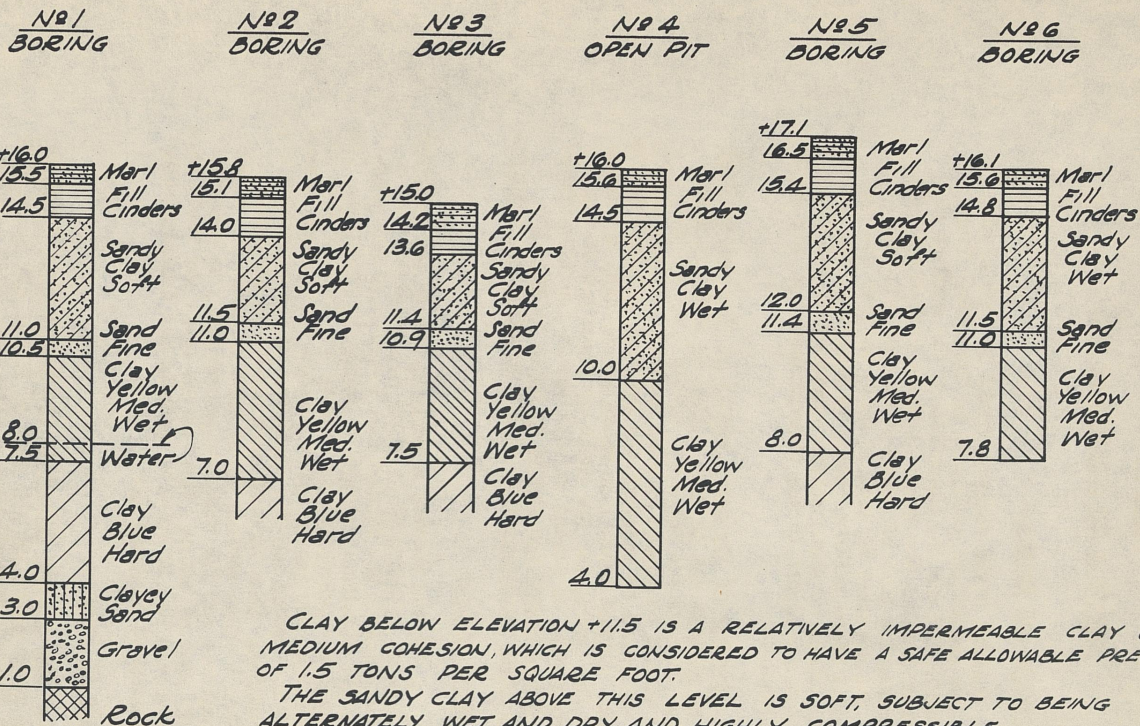 Nº1
BORING
+16.0
15.5
14.5
11.0
10.5
8.0
7.5
4.0
3.0
1.0
Marl
Fill
Cinders
Sandy
Clay
Soft
Sand
Fine
Clay
Yellow
Med.
Wet
Water
Clay
Blue
Hard
Clayey
Sand
Gravel
Rock
Nº2
BORING
+15.8
15.1
14.0
11.5
11.0
7.0
Marl
Fill
Cinders
Sandy
Clay
Soft
Sand
Fine
Clay
Yellow
Med.
Wet
Clay
Blue
Hard
Nº3
BORING
+15.0
14.2
13.6
11.4
10.9
7.5
Marl
Fill
Cinders
Sandy
Clay
Soft
Sand
Fine
Clay
Yellow
Med.
Wet
Clay
Blue
Hard
Nº4
OPEN PIT
+16.0
15.6
14.5
10.0
4.0
Marl
Fill
Cinders
Sandy
Clay
Wet
Clay
Yellow
Med.
Wet
Nº5
BORING
+17.1
16.5
15.4
12.0
11.4
8.0
Marl
Fill
Cinders
Sandy
Clay
Soft
Sand
Fine
Clay
Yellow
Med.
Wet
Clay
Blue
Hard
Nº6
BORING
+16.1
15.6
14.8
11.5
11.0
7.8
Marl
Fill
Cinders
Sandy
Clay
Wet
Sand
Fine
Clay
Yellow
Med.
Wet
CLAY BELOW ELEVATION +11.5 IS A RELATIVELY IMPERMEABLE CLAY
MEDIUM COHESION, WHICH IS CONSIDERED TO HAVE A SAFE ALLOWABLE PRE
OF 1.5 TONS PER SQUARE FOOT.
THE SANDY CLAY ABOVE THIS LEVEL IS SOFT, SUBJECT TO BEING
ALTERNATELY WET AND DRY AND HIGHLY COMPRESSIBLE